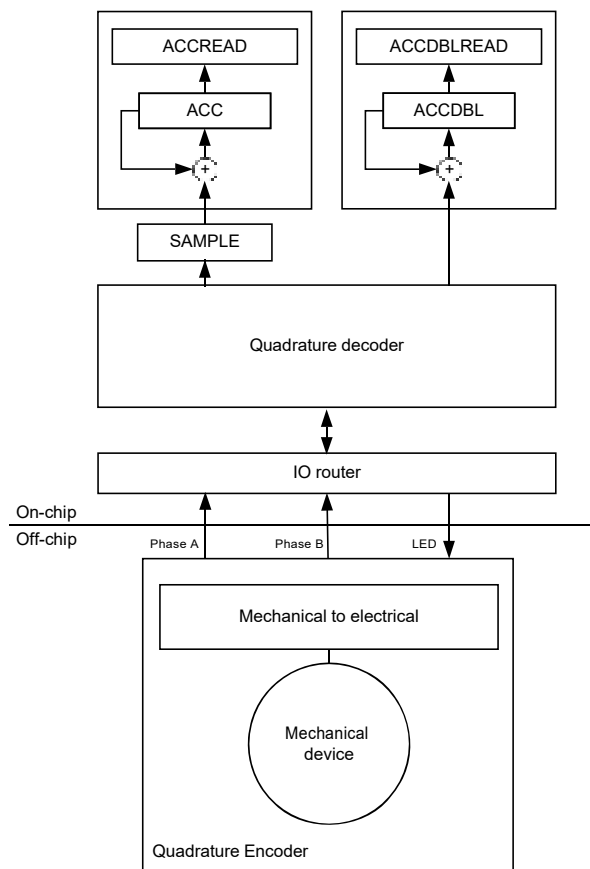 ACCREAD
ACCDBLREAD
ACC
ACCDBL
+
+
SAMPLE
Quadrature decoder
IO router
On-chip
Off-chip
Phase A
Phase B
LED
Mechanical to electrical
Mechanical
device
Quadrature Encoder